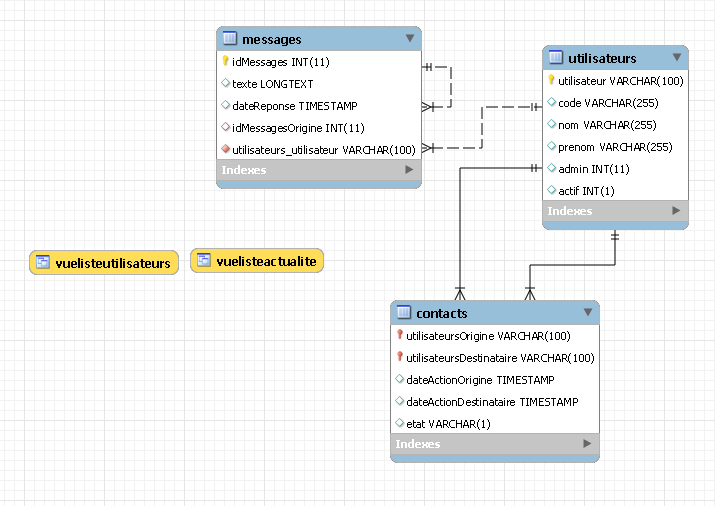 messages
idMessages INT(11)
texte LONGTEXT
dateReponse TIMESTAMP
idMessagesOrigine INT(11)
utilisateurs_utilisateur VARCHAR(100)
Indexes
utilisateurs
utilisateur VARCHAR(100)
code VARCHAR(255)
nom VARCHAR(255)
prenom VARCHAR(255)
admin INT(11)
actif INT(1)
Indexes
vuelisteutilisateurs
vuelisteactualite
contacts
utilisateursOrigine VARCHAR(100)
utilisateursDestinataire VARCHAR(100)
dateActionOrigine TIMESTAMP
dateActionDestinataire TIMESTAMP
etat VARCHAR(1)
Indexes